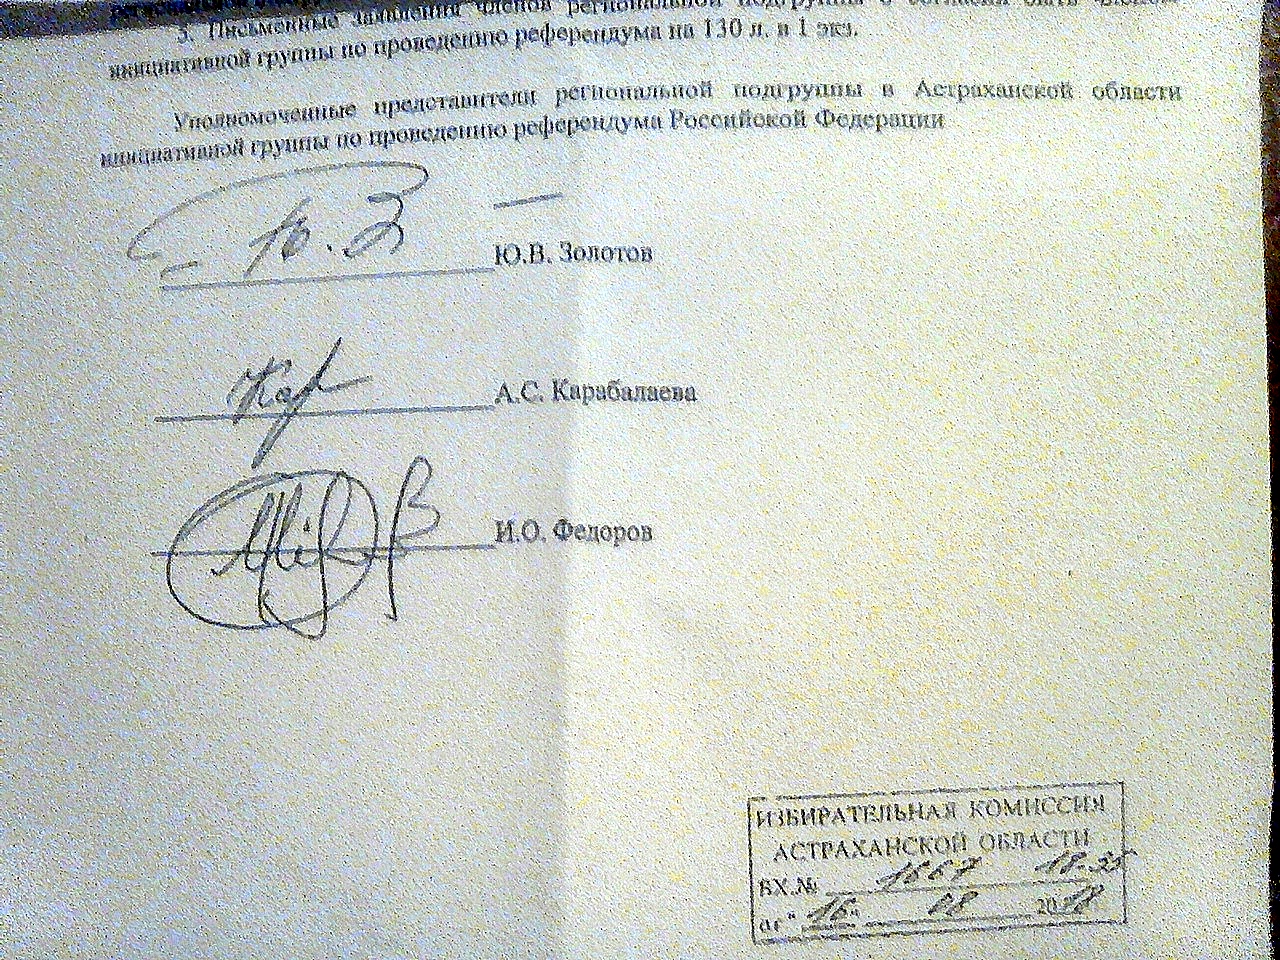 5. Письменные заявления членов региональной подгруппы о согласии быть членом
инициативной группы по проведению референдума на 130 л. в 1 экз.
Уполномоченные представители региональной подгруппы в Астраханской области
инициативной группы по проведению референдума Российской Федерации
Ю.З
Ю.В. Золотов
Кар
А.С. Карабалаева
И.О. Федоров
ИЗБИРАТЕЛЬНАЯ КОМИССИЯ
АСТРАХАНСКОЙ ОБЛАСТИ
ВХ.№ 1667 18-35
от "16" 08 2018